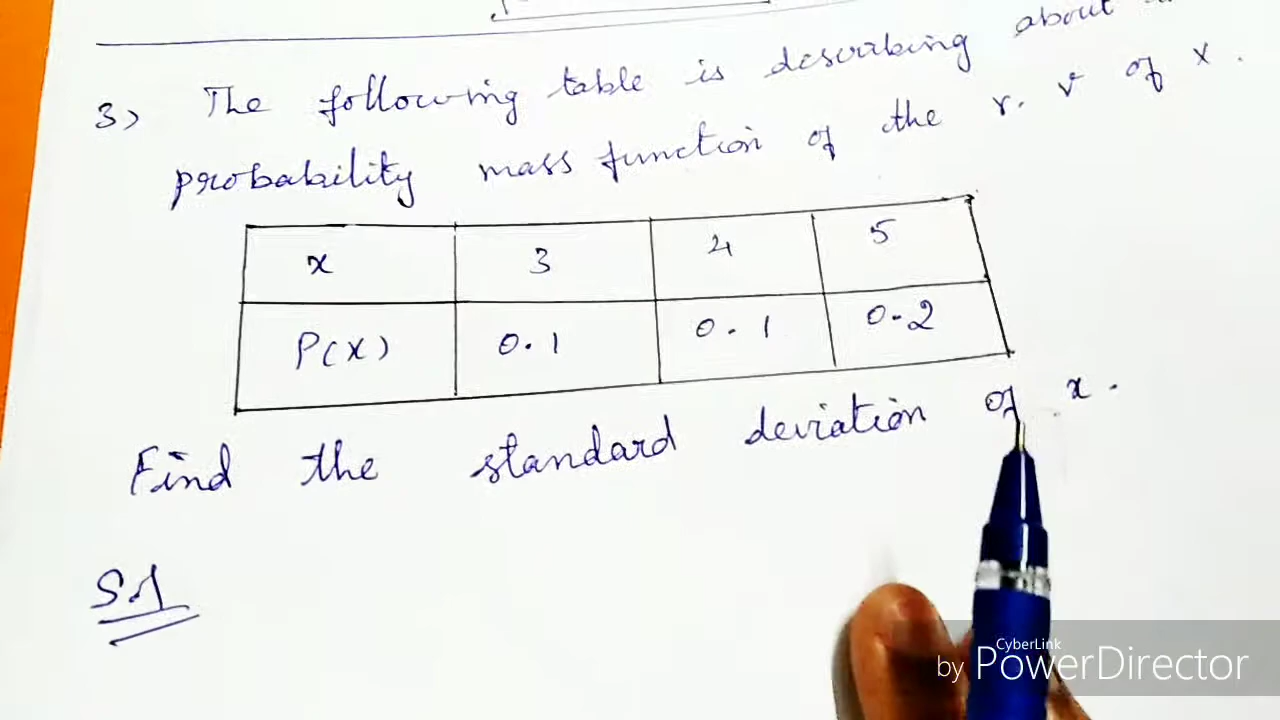 3) The following table is describing about
probability mass function of the r.v of x.
x 3 4 5
P(x) 0.1 0.1 0.2
Find the standard deviation of x.
Sol
CyberLink
by PowerDirector